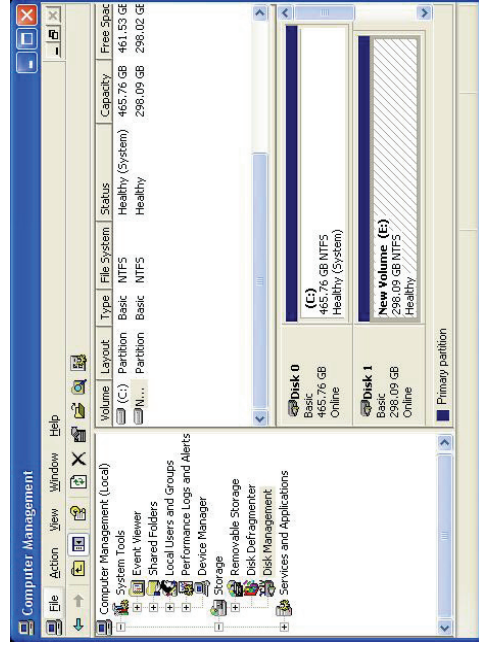 Computer Management
File Action View Window Help
Computer Management (Local)
System Tools
Event Viewer
Shared Folders
Local Users and Groups
Performance Logs and Alerts
Device Manager
Storage
Removable Storage
Disk Defragmenter
Disk Management
Services and Applications
Volume Layout Type File System Status Capacity Free Spac
(C:) Partition Basic NTFS Healthy (System) 465.76 GB 461.53 GE
N... Partition Basic NTFS Healthy 298.09 GB 298.02 GE
Disk 0
Basic
465.76 GB
Online
(C:)
465.76 GB NTFS
Healthy (System)
Disk 1
Basic
298.09 GB
Online
New Volume (E:)
298.09 GB NTFS
Healthy
Primary partition